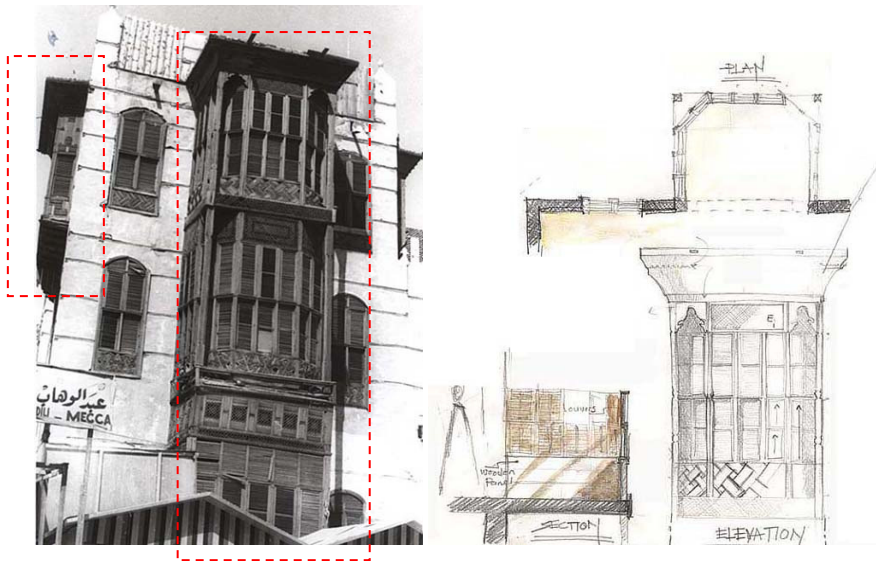 عبد الوهاب
- MECCA
PLAN
E
Louvers
Wooden
Panel
SECTION
ELEVATION